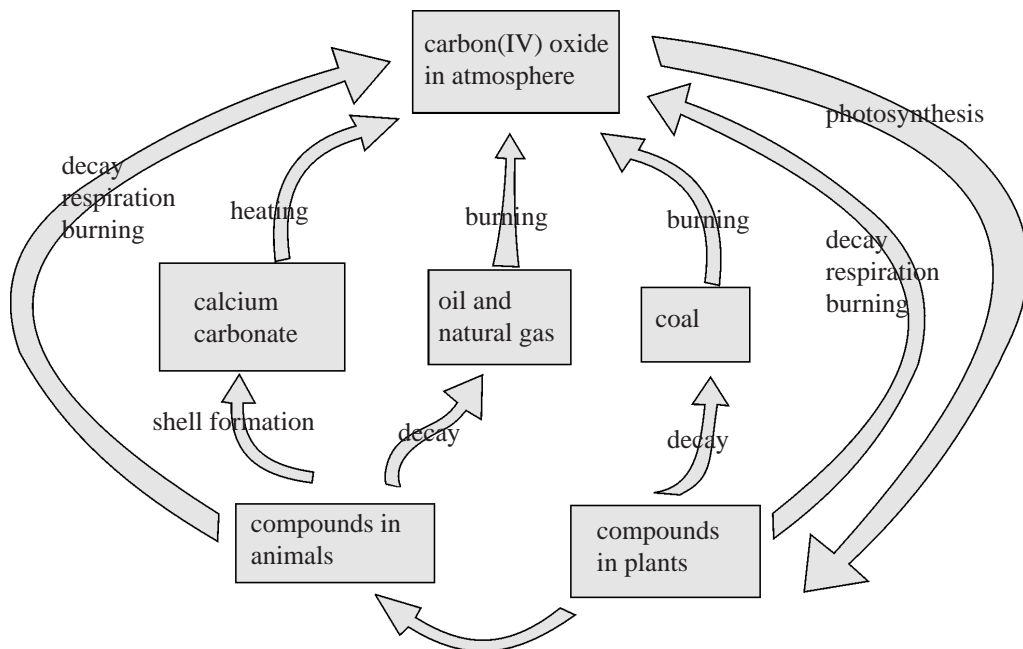 carbon(IV) oxide
in atmosphere
photosynthesis
decay
respiration
burning
heating
burning
burning
decay
respiration
burning
calcium
carbonate
oil and
natural gas
coal
shell formation
decay
decay
compounds in
animals
compounds
in plants